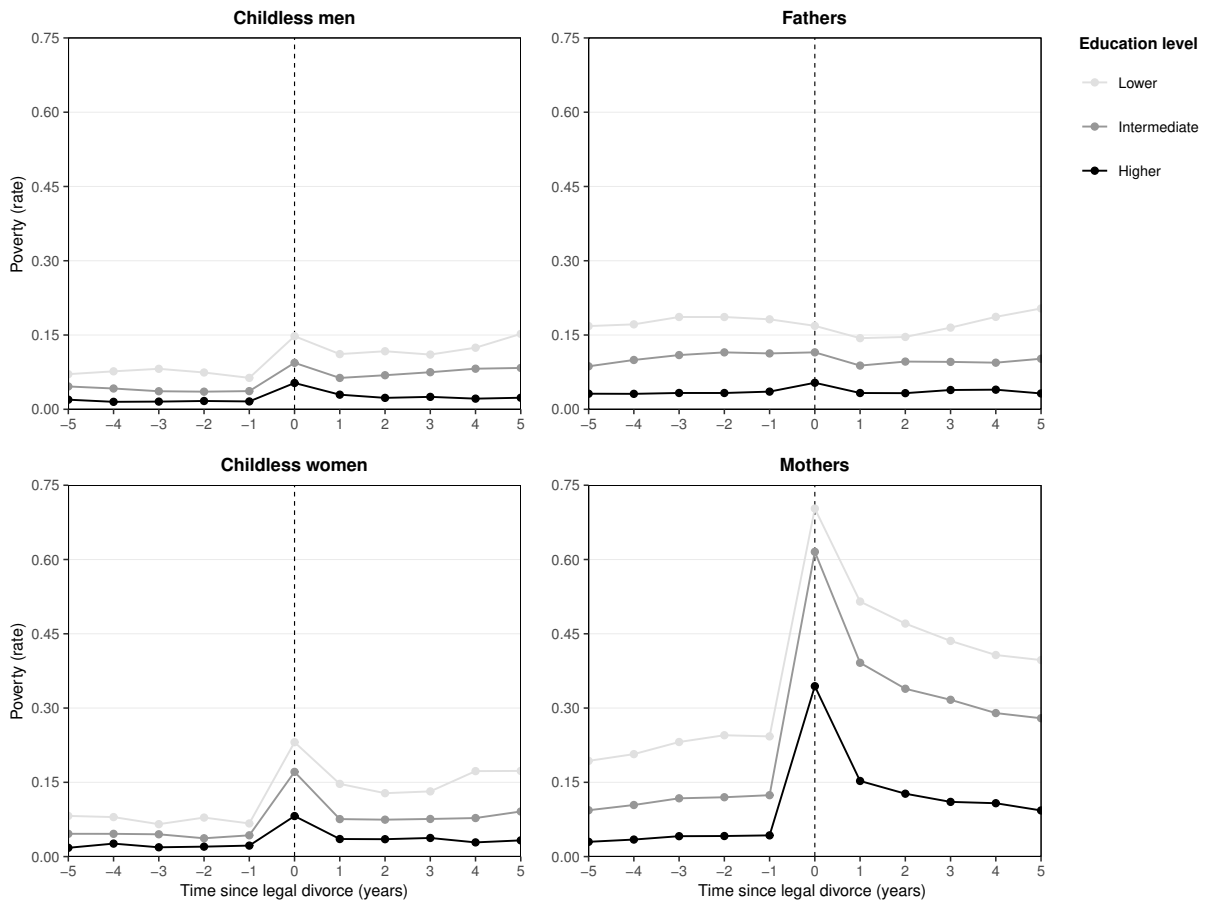 Childless men
Fathers
Education level
Lower
Intermediate
Higher
Poverty (rate)
0.75
0.60
0.45
0.30
0.15
0.00
−5 −4 −3 −2 −1 0 1 2 3 4 5
0.75
0.60
0.45
0.30
0.15
0.00
−5 −4 −3 −2 −1 0 1 2 3 4 5
Childless women
Mothers
Poverty (rate)
0.75
0.60
0.45
0.30
0.15
0.00
−5 −4 −3 −2 −1 0 1 2 3 4 5
Time since legal divorce (years)
0.75
0.60
0.45
0.30
0.15
0.00
−5 −4 −3 −2 −1 0 1 2 3 4 5
Time since legal divorce (years)